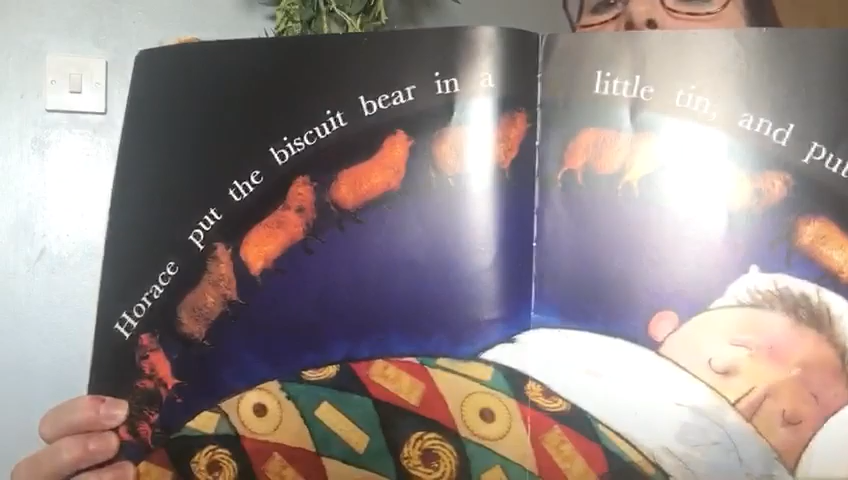 Horace put the biscuit bear in a little tin, and put